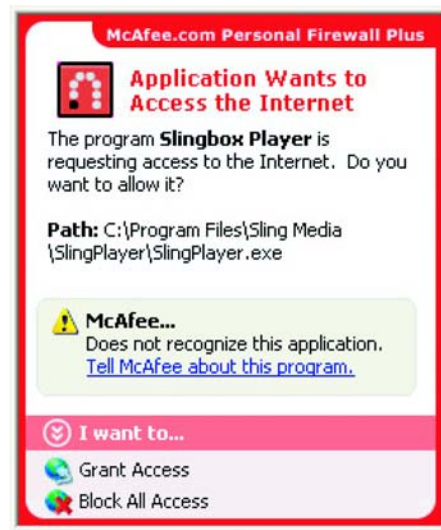 McAfee.com Personal Firewall Plus
Application Wants to
Access the Internet
The program Slingbox Player is
requesting access to the Internet. Do you
want to allow it?
Path: C:\Program Files\Sling Media
\SlingPlayer\SlingPlayer.exe
McAfee...
Does not recognize this application.
Tell McAfee about this program.
I want to...
Grant Access
Block All Access